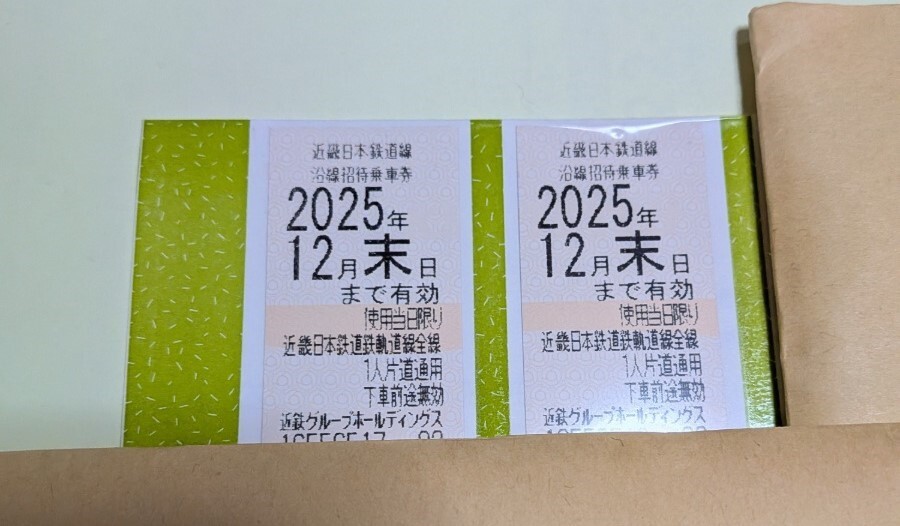 近畿日本鉄道線
沿線招待乗車券
2025年
12月末日
まで有効
使用当日限り
近畿日本鉄道鉄軌道線全線
1人片道通用
下車前途無効
近鉄グループホールディングス
近畿日本鉄道線
沿線招待乗車券
2025年
12月末日
まで有効
使用当日限り
近畿日本鉄道鉄軌道線全線
1人片道通用
下車前途無効
近鉄グループホールディングス